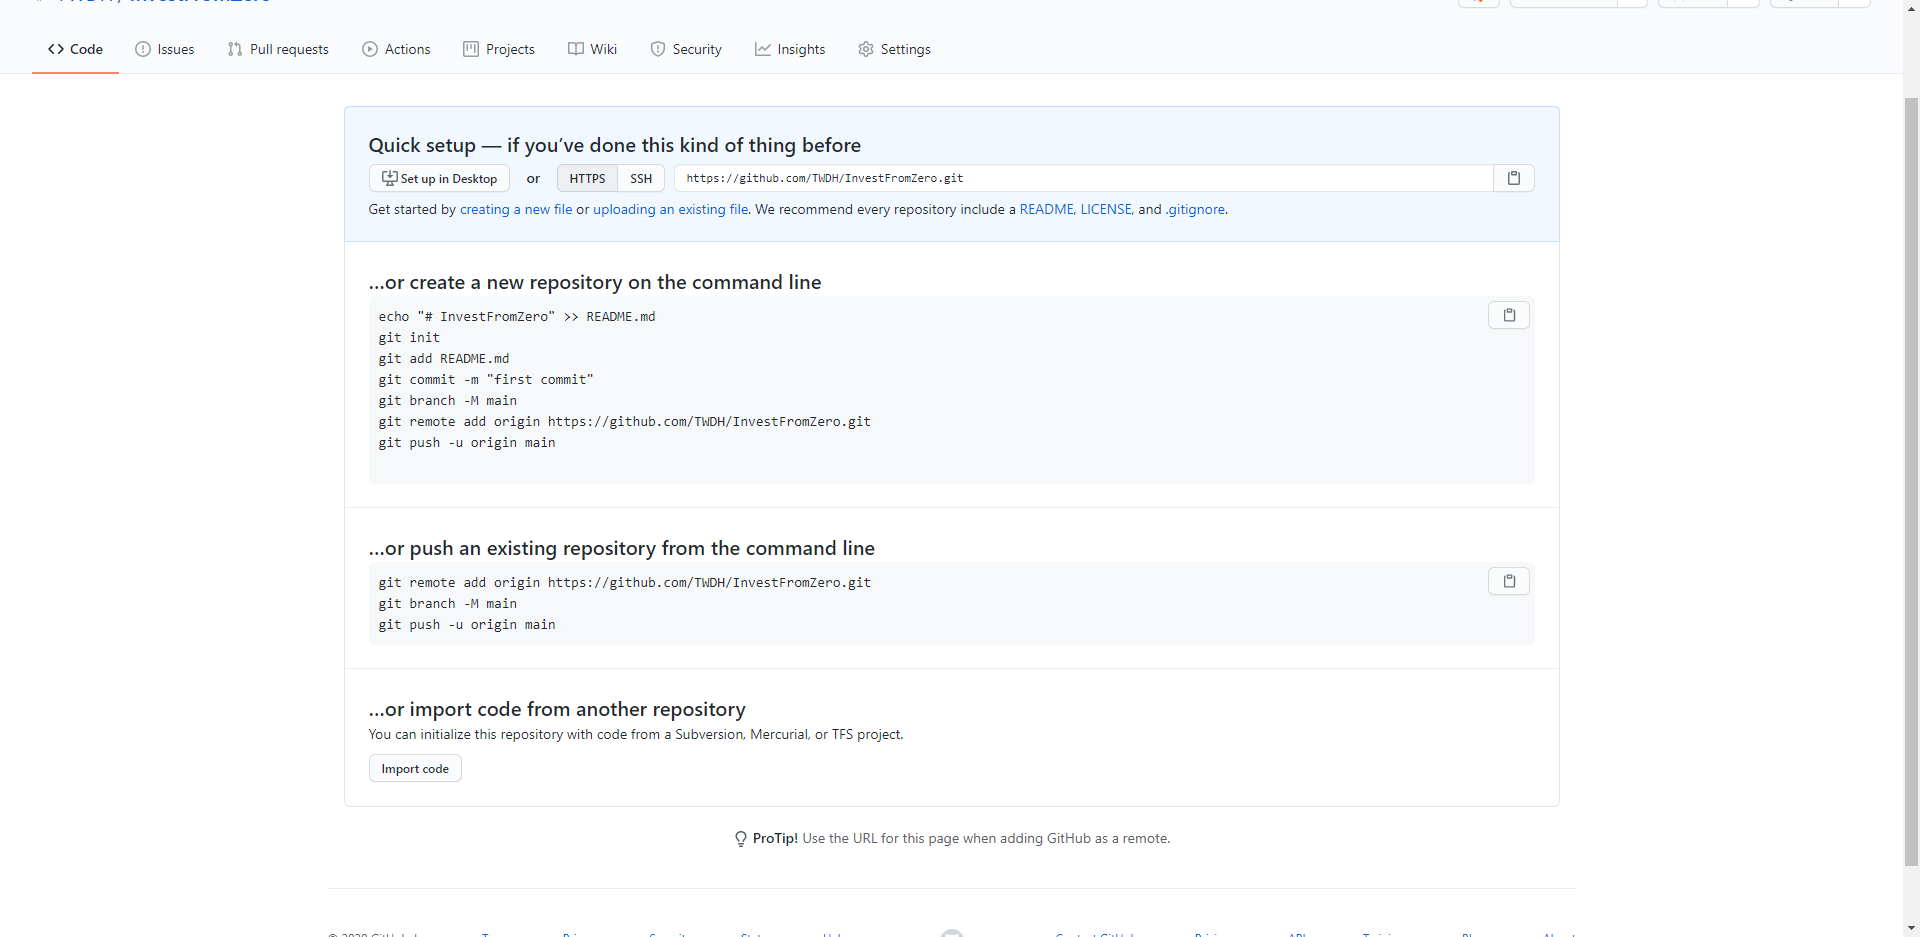 Code Issues Pull requests Actions Projects Wiki Security Insights Settings
Quick setup — if you’ve done this kind of thing before
Set up in Desktop or HTTPS SSH https://github.com/TWDH/InvestFromZero.git
Get started by creating a new file or uploading an existing file. We recommend every repository include a README, LICENSE, and .gitignore.
…or create a new repository on the command line
echo "# InvestFromZero" >> README.md
git init
git add README.md
git commit -m "first commit"
git branch -M main
git remote add origin https://github.com/TWDH/InvestFromZero.git
git push -u origin main
…or push an existing repository from the command line
git remote add origin https://github.com/TWDH/InvestFromZero.git
git branch -M main
git push -u origin main
…or import code from another repository
You can initialize this repository with code from a Subversion, Mercurial, or TFS project.
Import code
ProTip! Use the URL for this page when adding GitHub as a remote.